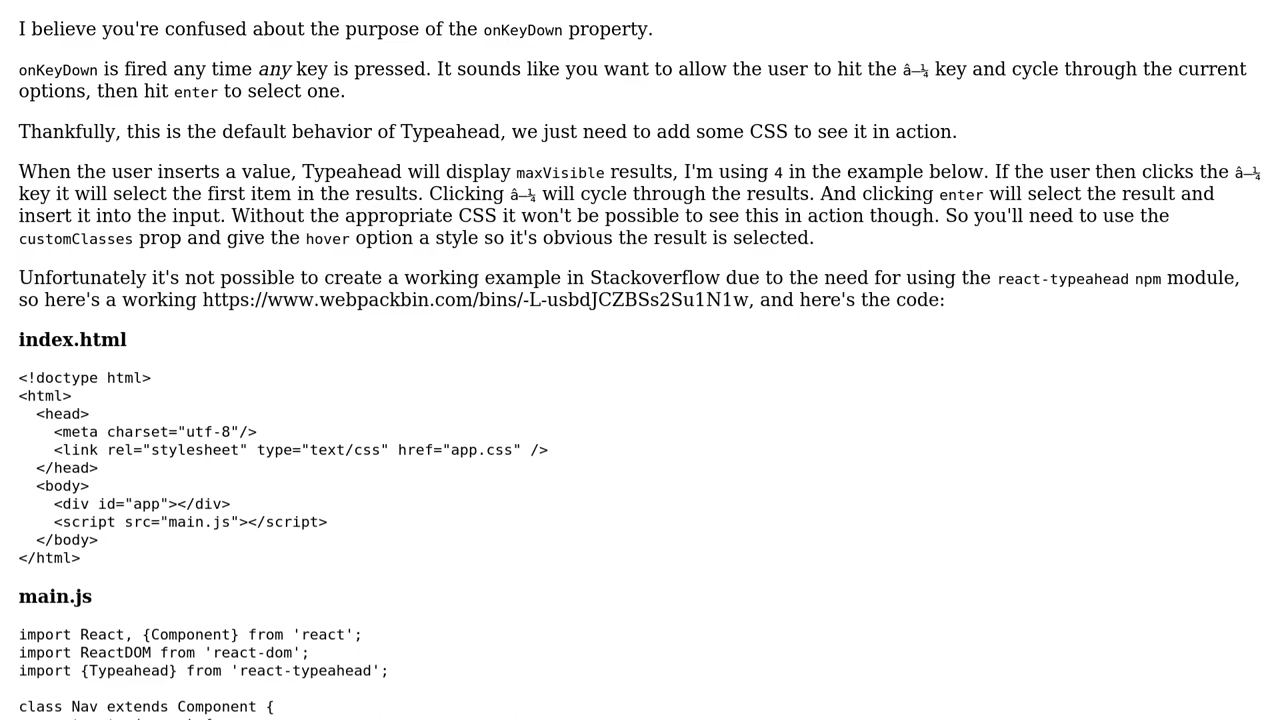 I believe you're confused about the purpose of the onKeyDown property.
onKeyDown is fired any time any key is pressed. It sounds like you want to allow the user to hit the â–¼ key and cycle through the current
options, then hit enter to select one.
Thankfully, this is the default behavior of Typeahead, we just need to add some CSS to see it in action.
When the user inserts a value, Typeahead will display maxVisible results, I'm using 4 in the example below. If the user then clicks the â–¼
key it will select the first item in the results. Clicking â–¼ will cycle through the results. And clicking enter will select the result and
insert it into the input. Without the appropriate CSS it won't be possible to see this in action though. So you'll need to use the
customClasses prop and give the hover option a style so it's obvious the result is selected.
Unfortunately it's not possible to create a working example in Stackoverflow due to the need for using the react-typeahead npm module,
so here's a working https://www.webpackbin.com/bins/-L-usbdJCZBSs2Su1N1w, and here's the code:
index.html
<!doctype html>
<html>
  <head>
    <meta charset="utf-8"/>
    <link rel="stylesheet" type="text/css" href="app.css" />
  </head>
  <body>
    <div id="app"></div>
    <script src="main.js"></script>
  </body>
</html>
main.js
import React, {Component} from 'react';
import ReactDOM from 'react-dom';
import {Typeahead} from 'react-typeahead';
class Nav extends Component {